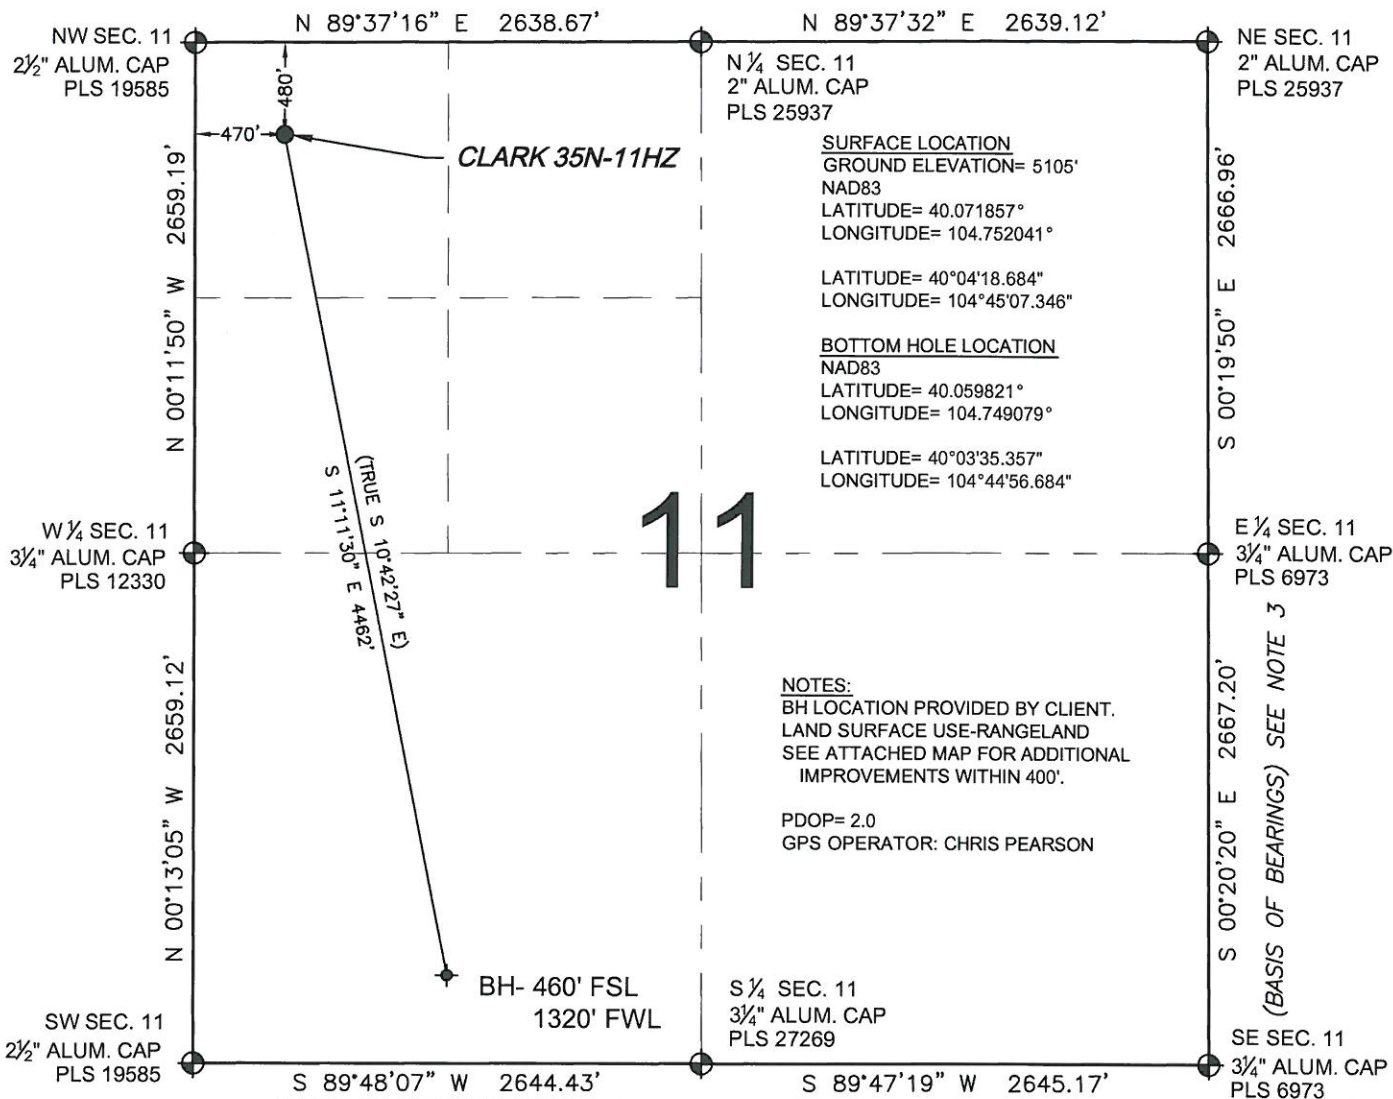 N 89°37'16" E 2638.67'
N 89°37'32" E 2639.12'
NW SEC. 11
2½" ALUM. CAP
PLS 19585
N ¼ SEC. 11
2" ALUM. CAP
PLS 25937
NE SEC. 11
2" ALUM. CAP
PLS 25937
480'
470'
CLARK 35N-11HZ
SURFACE LOCATION
GROUND ELEVATION= 5105'
NAD83
LATITUDE= 40.071857°
LONGITUDE= 104.752041°
LATITUDE= 40°04'18.684"
LONGITUDE= 104°45'07.346"
BOTTOM HOLE LOCATION
NAD83
LATITUDE= 40.059821°
LONGITUDE= 104.749079°
LATITUDE= 40°03'35.357"
LONGITUDE= 104°44'56.684"
N 00°11'50" W 2659.19'
S 00°19'50" E 2666.96'
(TRUE S 10°42'27" E)
S 11°11'30" E 4462'
11
W ¼ SEC. 11
3¼" ALUM. CAP
PLS 12330
E ¼ SEC. 11
3¼" ALUM. CAP
PLS 6973
N 00°13'05" W 2659.12'
S 00°20'20" E 2667.20'
(BASIS OF BEARINGS) SEE NOTE 3
NOTES:
BH LOCATION PROVIDED BY CLIENT.
LAND SURFACE USE-RANGELAND
SEE ATTACHED MAP FOR ADDITIONAL
IMPROVEMENTS WITHIN 400'.
PDOP= 2.0
GPS OPERATOR: CHRIS PEARSON
BH- 460' FSL
1320' FWL
SW SEC. 11
2½" ALUM. CAP
PLS 19585
S ¼ SEC. 11
3¼" ALUM. CAP
PLS 27269
SE SEC. 11
3¼" ALUM. CAP
PLS 6973
S 89°48'07" W 2644.43'
S 89°47'19" W 2645.17'